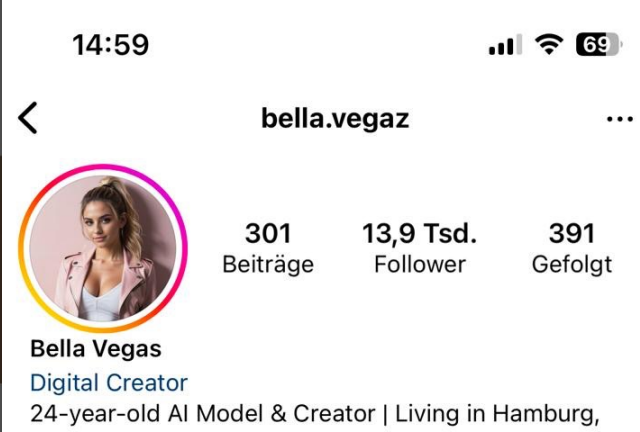 14:59
69
bella.vegaz
301
13,9 Tsd.
391
Beiträge
Follower
Gefolgt
Bella Vegas
Digital Creator
24-year-old AI Model & Creator | Living in Hamburg,